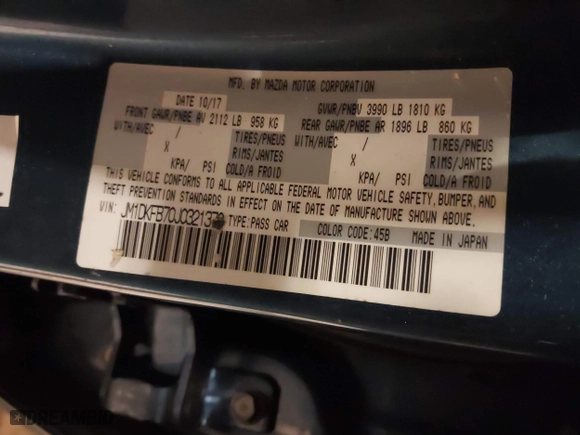 MFD. BY MAZDA MOTOR CORPORATION
DATE 10/17 GVWR/PNBV 3990 LB 1810 KG
FRONT GAWR/PNBE AV 2112 LB 958 KG REAR GAWR/PNBE AR 1896 LB 860 KG
WITH/AVEC / TIRES/PNEUS WITH/AVEC / TIRES/PNEUS
X RIMS/JANTES X RIMS/JANTES
KPA/ PSI COLD/A FROID KPA/ PSI COLD/A FROID
THIS VEHICLE CONFORMS TO ALL APPLICABLE FEDERAL MOTOR VEHICLE SAFETY, BUMPER, AND
THEFT PREVENTION STANDARDS IN EFFECT ON THE DATE OF MANUFACTURE SHOWN ABOVE.
VIN: TYPE:PASS CAR COLOR CODE:45B MADE IN JAPAN
DREAMBID